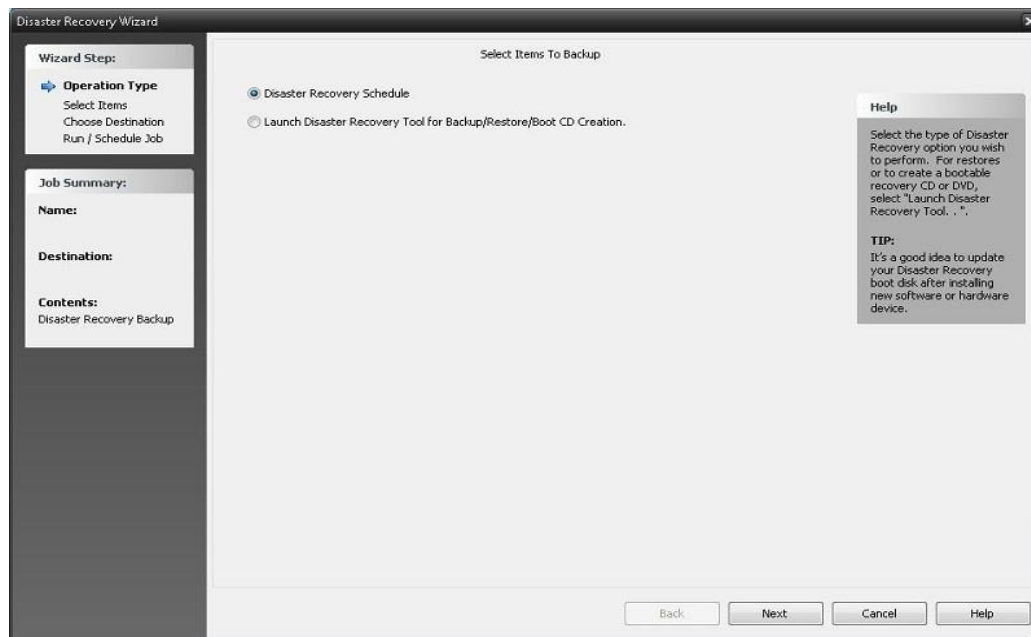 Disaster Recovery Wizard
Wizard Step:
Operation Type
Select Items
Choose Destination
Run / Schedule Job
Job Summary:
Name:
Destination:
Contents:
Disaster Recovery Backup
Select Items To Backup
Disaster Recovery Schedule
Launch Disaster Recovery Tool for Backup/Restore/Boot CD Creation.
Help
Select the type of Disaster
Recovery option you wish
to perform. For restores
or to create a bootable
recovery CD or DVD,
select "Launch Disaster
Recovery Tool. . ".
TIP:
It's a good idea to update
your Disaster Recovery
boot disk after installing
new software or hardware
device.
Back
Next
Cancel
Help